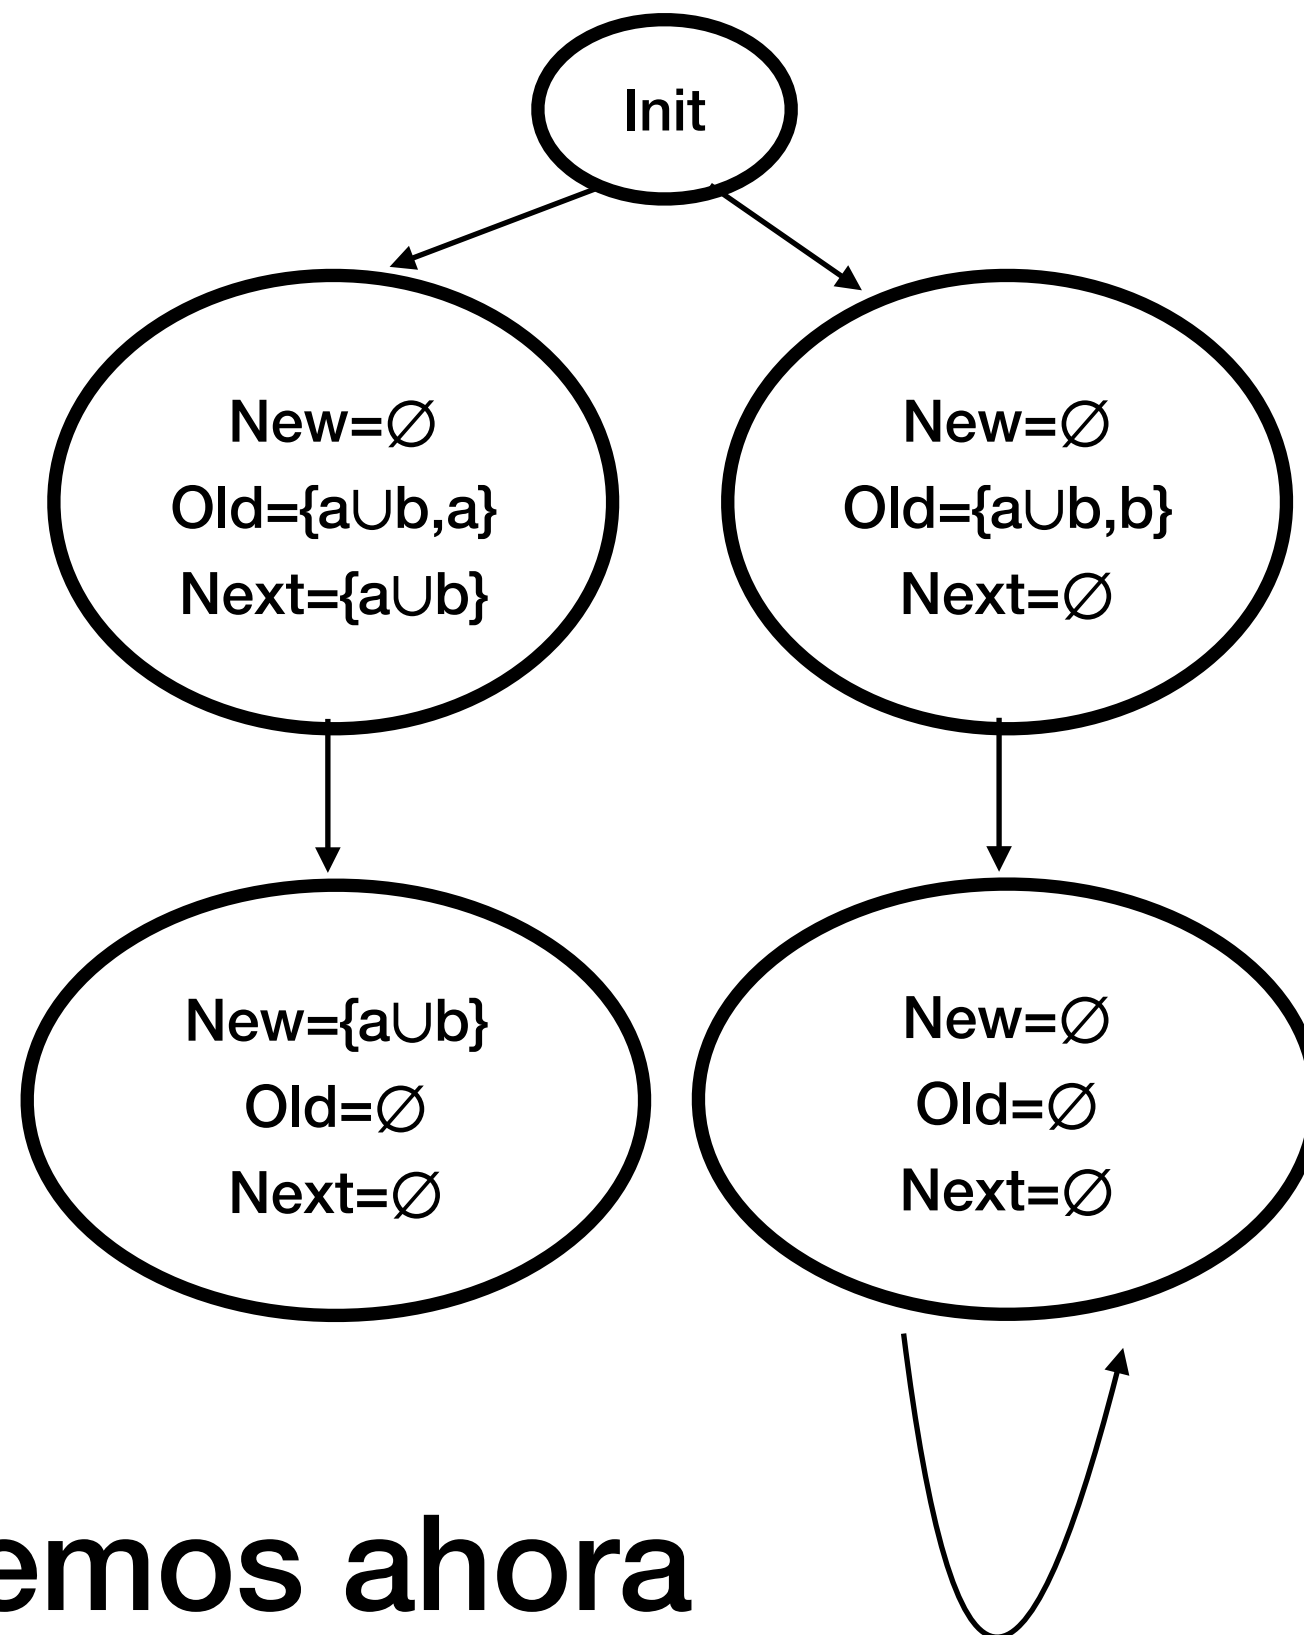 Init
New=∅
Old={a∪b,a}
Next={a∪b}
New=∅
Old={a∪b,b}
Next=∅
New={a∪b}
Old=∅
Next=∅
New=∅
Old=∅
Next=∅
emos ahora